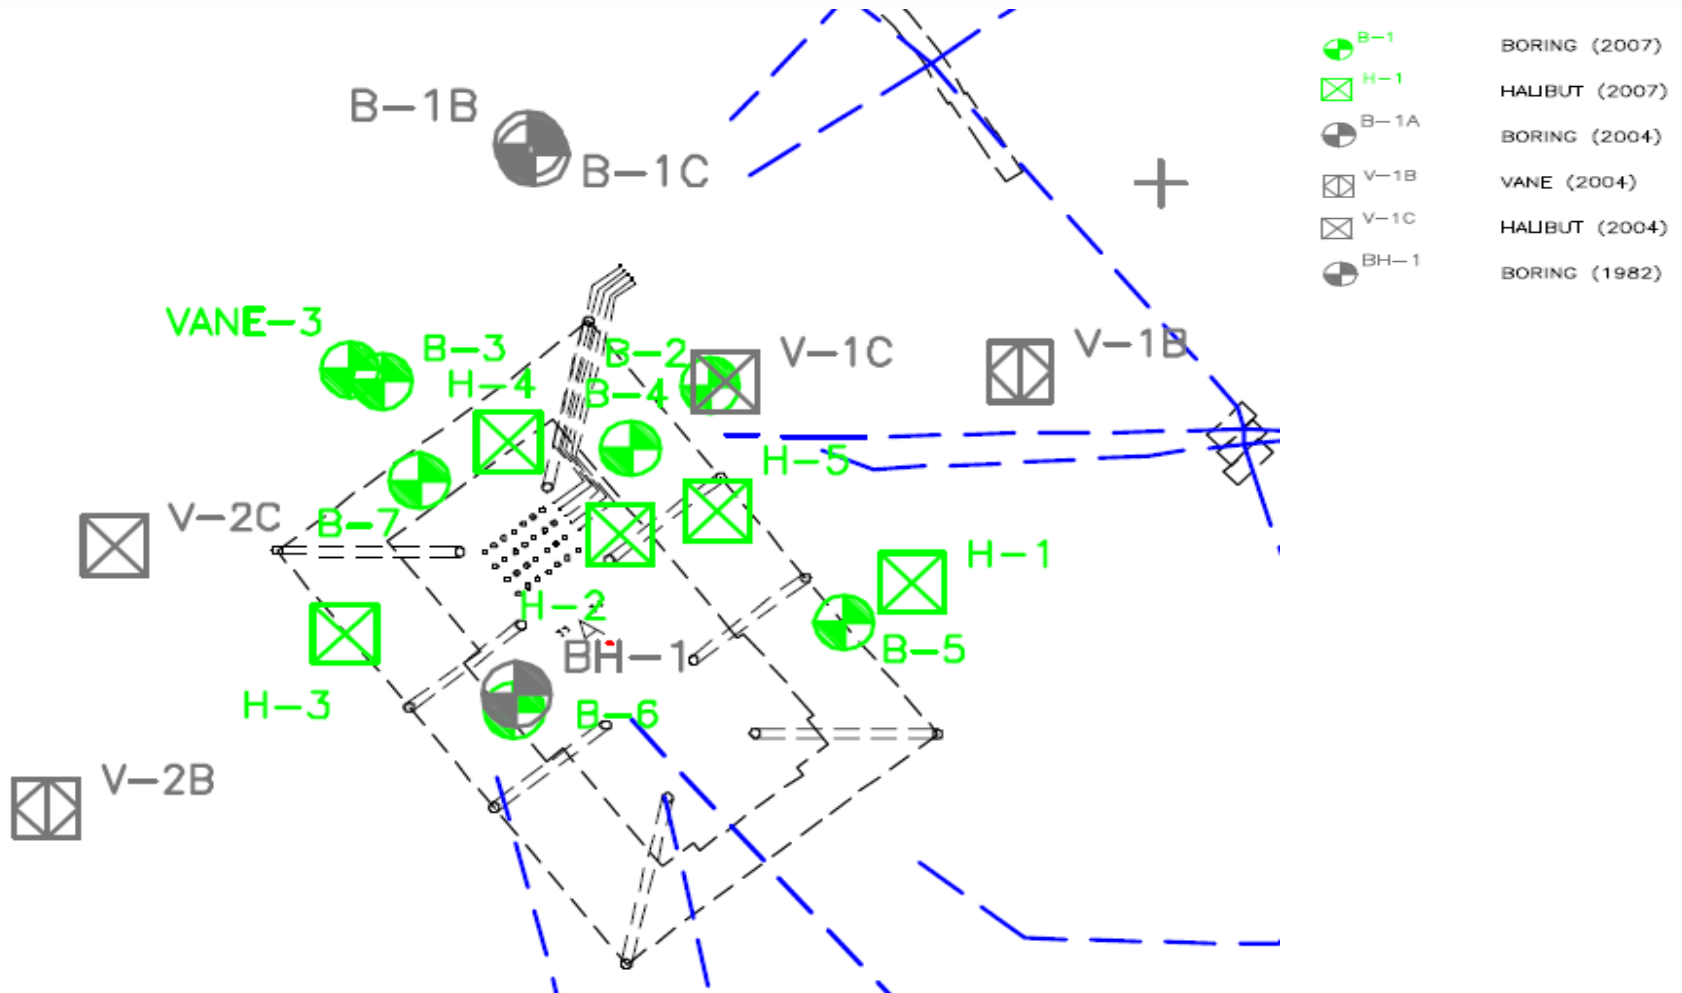 B-1B
B-1C
VANE-3
B-3
B-2
H-4
B-4
V-1C
V-1B
H-5
V-2C
B-7
H-1
H-2
BH-1
B-5
H-3
B-6
V-2B
B-1 BORING (2007)
H-1 HALIBUT (2007)
B-1A BORING (2004)
V-1B VANE (2004)
V-1C HALIBUT (2004)
BH-1 BORING (1982)